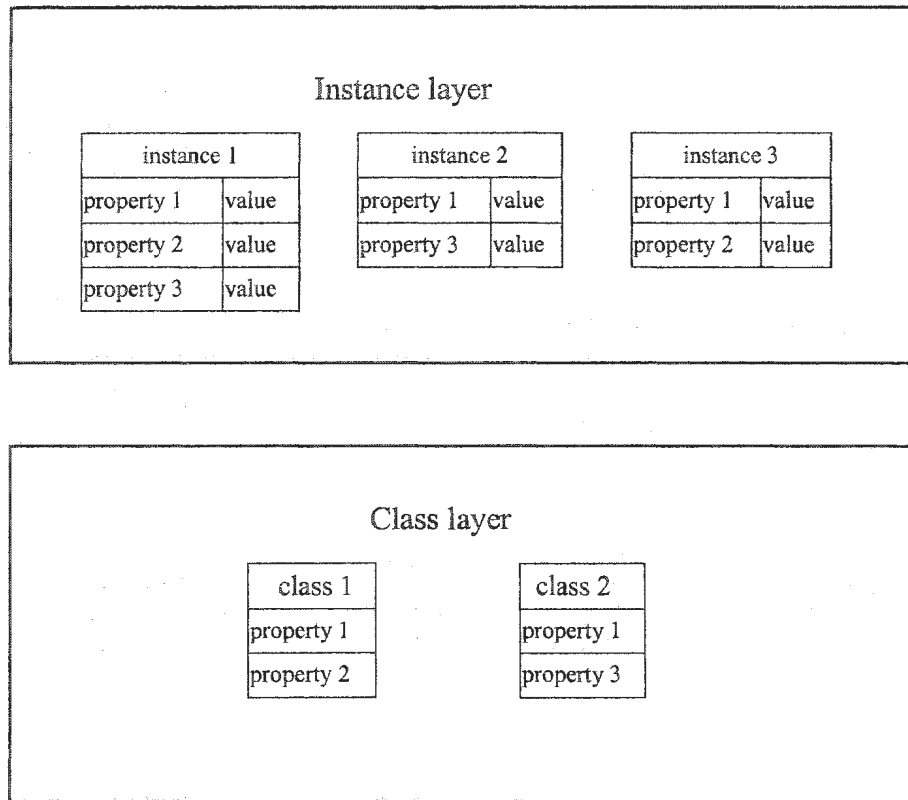 Instance layer
instance 1
property 1 value
property 2 value
property 3 value
instance 2
property 1 value
property 3 value
instance 3
property 1 value
property 2 value
Class layer
class 1
property 1
property 2
class 2
property 1
property 3